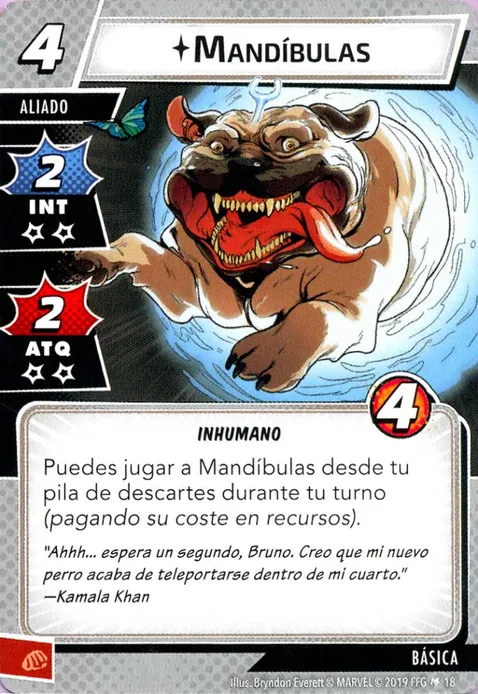 4
Mandíbulas
ALIADO
2
INT
2
ATQ
4
INHUMANO
Puedes jugar a Mandíbulas desde tu
pila de descartes durante tu turno
(pagando su coste en recursos).
"Ahhh... espera un segundo, Bruno. Creo que mi nuevo
perro acaba de teleportarse dentro de mi cuarto."
—Kamala Khan
BÁSICA
Illus. Bryndon Everett © MARVEL © 2019 FFG 18